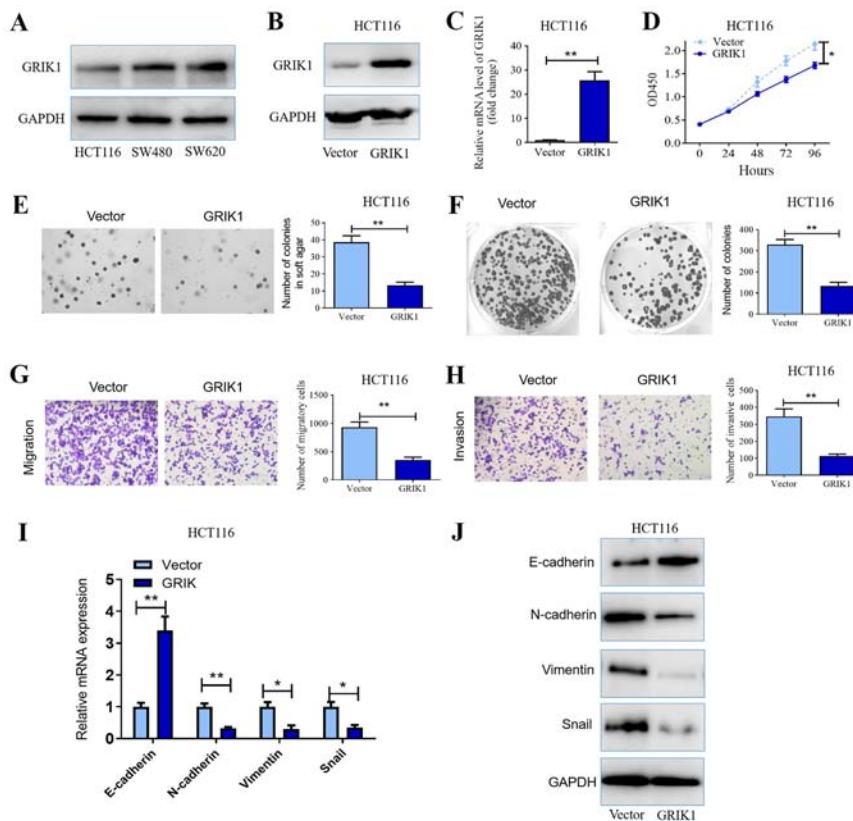 A
GRIK1
GAPDH
HCT116 SW480 SW620
B
HCT116
GRIK1
GAPDH
Vector GRIK1
C
HCT116
Relative mRNA level of GRIK1
(fold change)
40
30
20
10
0
**
Vector GRIK1
D
HCT116
Vector
GRIK1
OD450
2.0
1.5
1.0
0.5
0.0
*
0 24 48 72 96
Hours
E
Vector GRIK1
HCT116
Number of colonies
in soft agar
50
40
30
20
10
0
**
Vector GRIK1
F
Vector GRIK1
HCT116
Number of colonies
400
300
200
100
0
**
Vector GRIK1
G
Migration
Vector GRIK1
HCT116
Number of migratory cells
1500
1000
500
0
**
Vector GRIK1
H
Invasion
Vector GRIK1
HCT116
Number of invasive cells
500
400
300
200
100
0
**
Vector GRIK1
I
HCT116
Vector
GRIK
Relative mRNA expression
5
4
3
2
1
0
** ** * *
E-cadherin N-cadherin Vimentin Snail
J
HCT116
E-cadherin
N-cadherin
Vimentin
Snail
GAPDH
Vector GRIK1